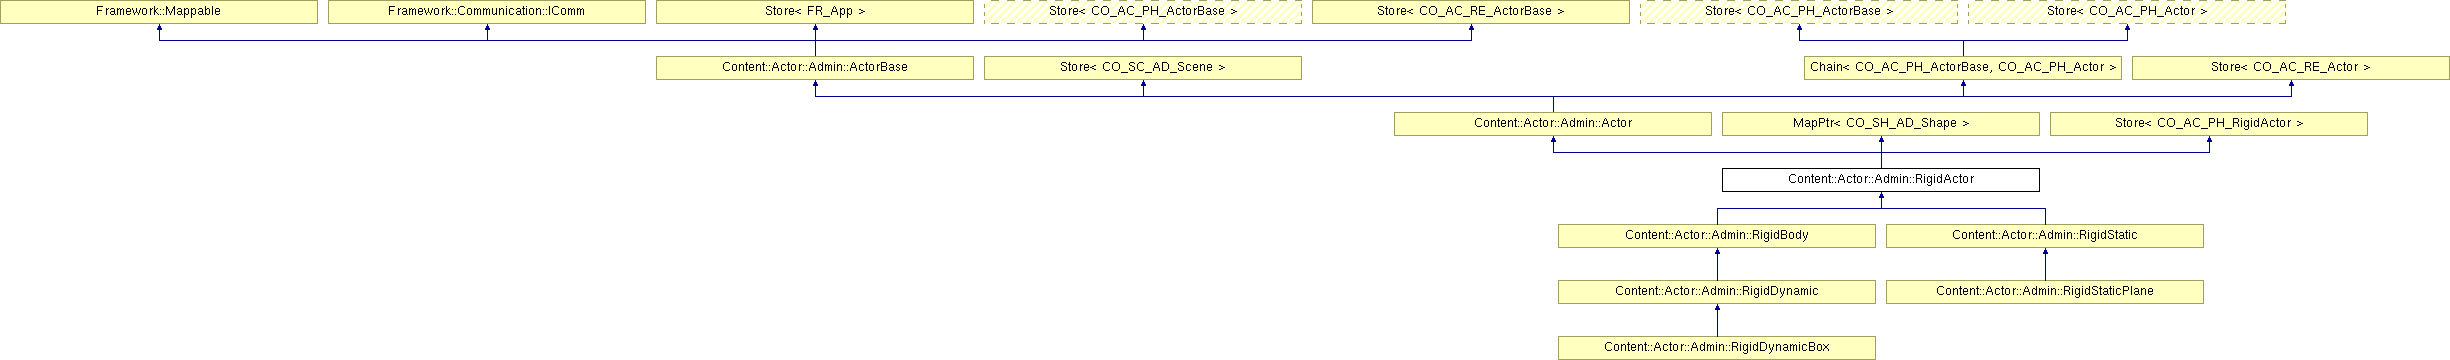 Framework::Mappable
Framework::Communication::IComm
Store< FR_App >
Store< CO_AC_PH_ActorBase >
Store< CO_AC_RE_ActorBase >
Store< CO_AC_PH_ActorBase >
Store< CO_AC_PH_Actor >
Content::Actor::Admin::ActorBase
Store< CO_SC_AD_Scene >
Chain< CO_AC_PH_ActorBase, CO_AC_PH_Actor >
Store< CO_AC_RE_Actor >
Content::Actor::Admin::Actor
MapPtr< CO_SH_AD_Shape >
Store< CO_AC_PH_RigidActor >
Content::Actor::Admin::RigidActor
Content::Actor::Admin::RigidBody
Content::Actor::Admin::RigidStatic
Content::Actor::Admin::RigidDynamic
Content::Actor::Admin::RigidStaticPlane
Content::Actor::Admin::RigidDynamicBox